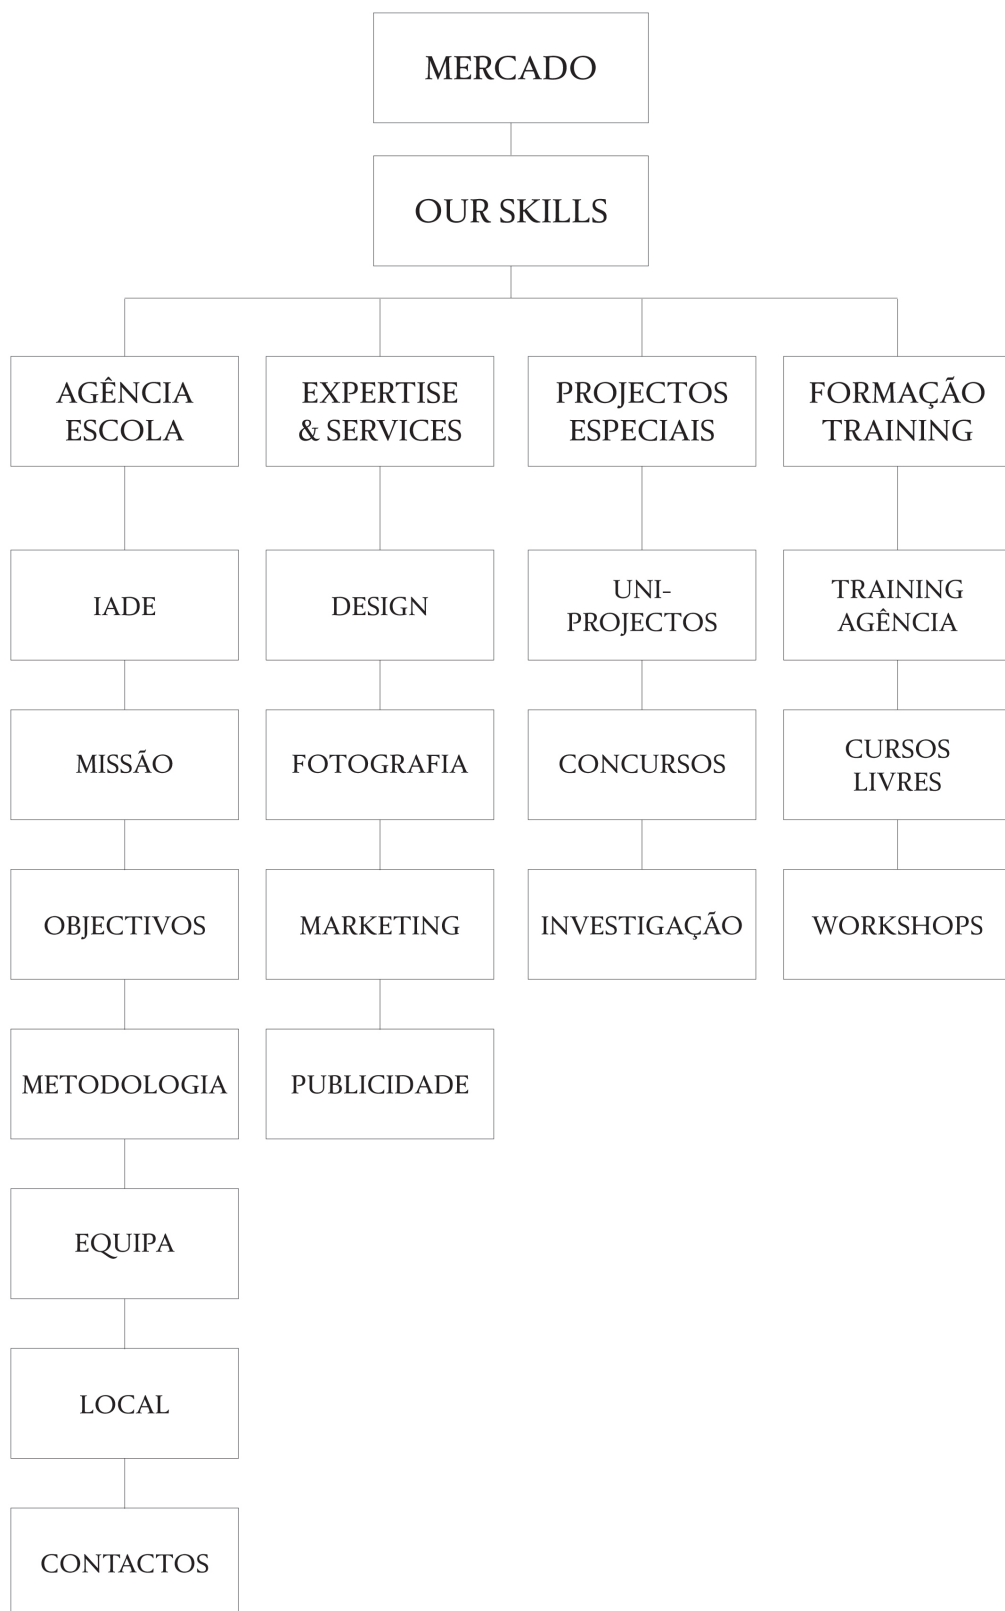 MERCADO
OUR SKILLS
AGÊNCIA
ESCOLA
IADE
MISSÃO
OBJECTIVOS
METODOLOGIA
EQUIPA
LOCAL
CONTACTOS
EXPERTISE
& SERVICES
DESIGN
FOTOGRAFIA
MARKETING
PUBLICIDADE
PROJECTOS
ESPECIAIS
UNI-
PROJECTOS
CONCURSOS
INVESTIGAÇÃO
FORMAÇÃO
TRAINING
TRAINING
AGÊNCIA
CURSOS
LIVRES
WORKSHOPS